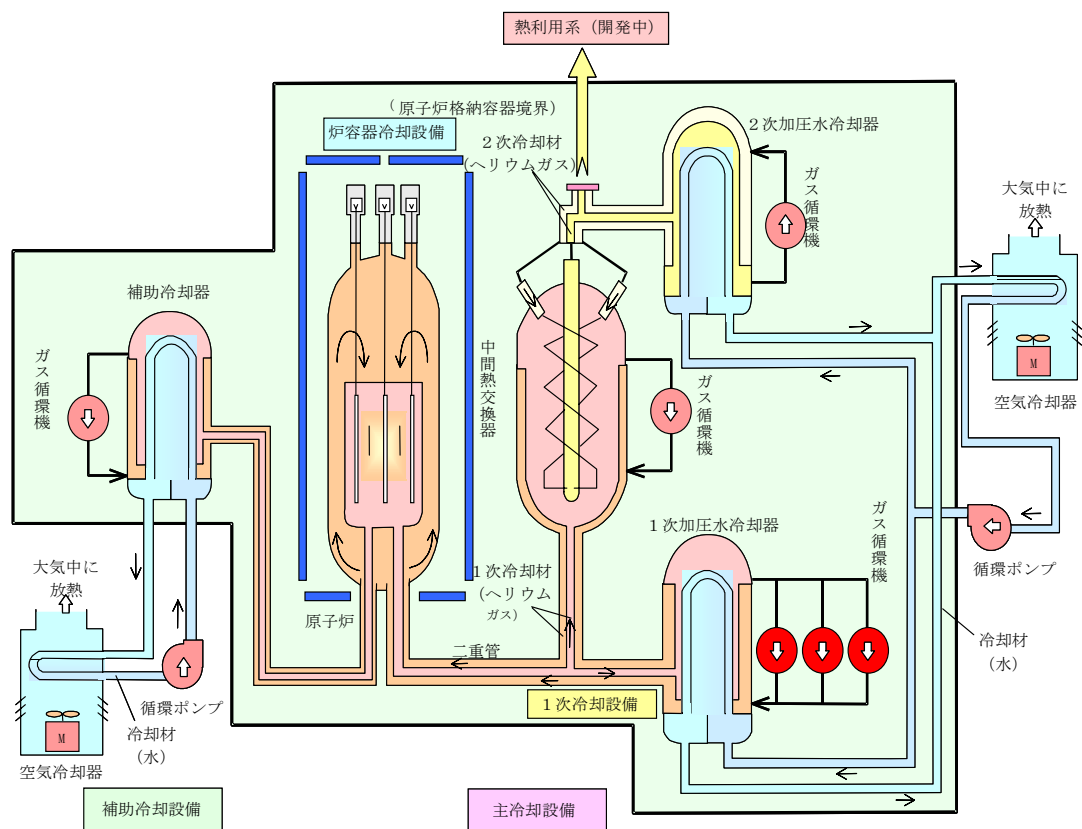 熱利用系（開発中）
（原子炉格納容器境界）
炉容器冷却設備
２次冷却材
(ヘリウムガス)
２次加圧水冷却器
ガス循環機
大気中に
放熱
M
空気冷却器
補助冷却器
ガス循環機
V
V
V
中間熱交換器
ガス循環機
１次加圧水冷却器
ガス循環機
循環ポンプ
冷却材
（水）
大気中に
放熱
原子炉
１次冷却材
(ヘリウム
ガス)
二重管
１次冷却設備
循環ポンプ
冷却材
（水）
M
空気冷却器
補助冷却設備
主冷却設備